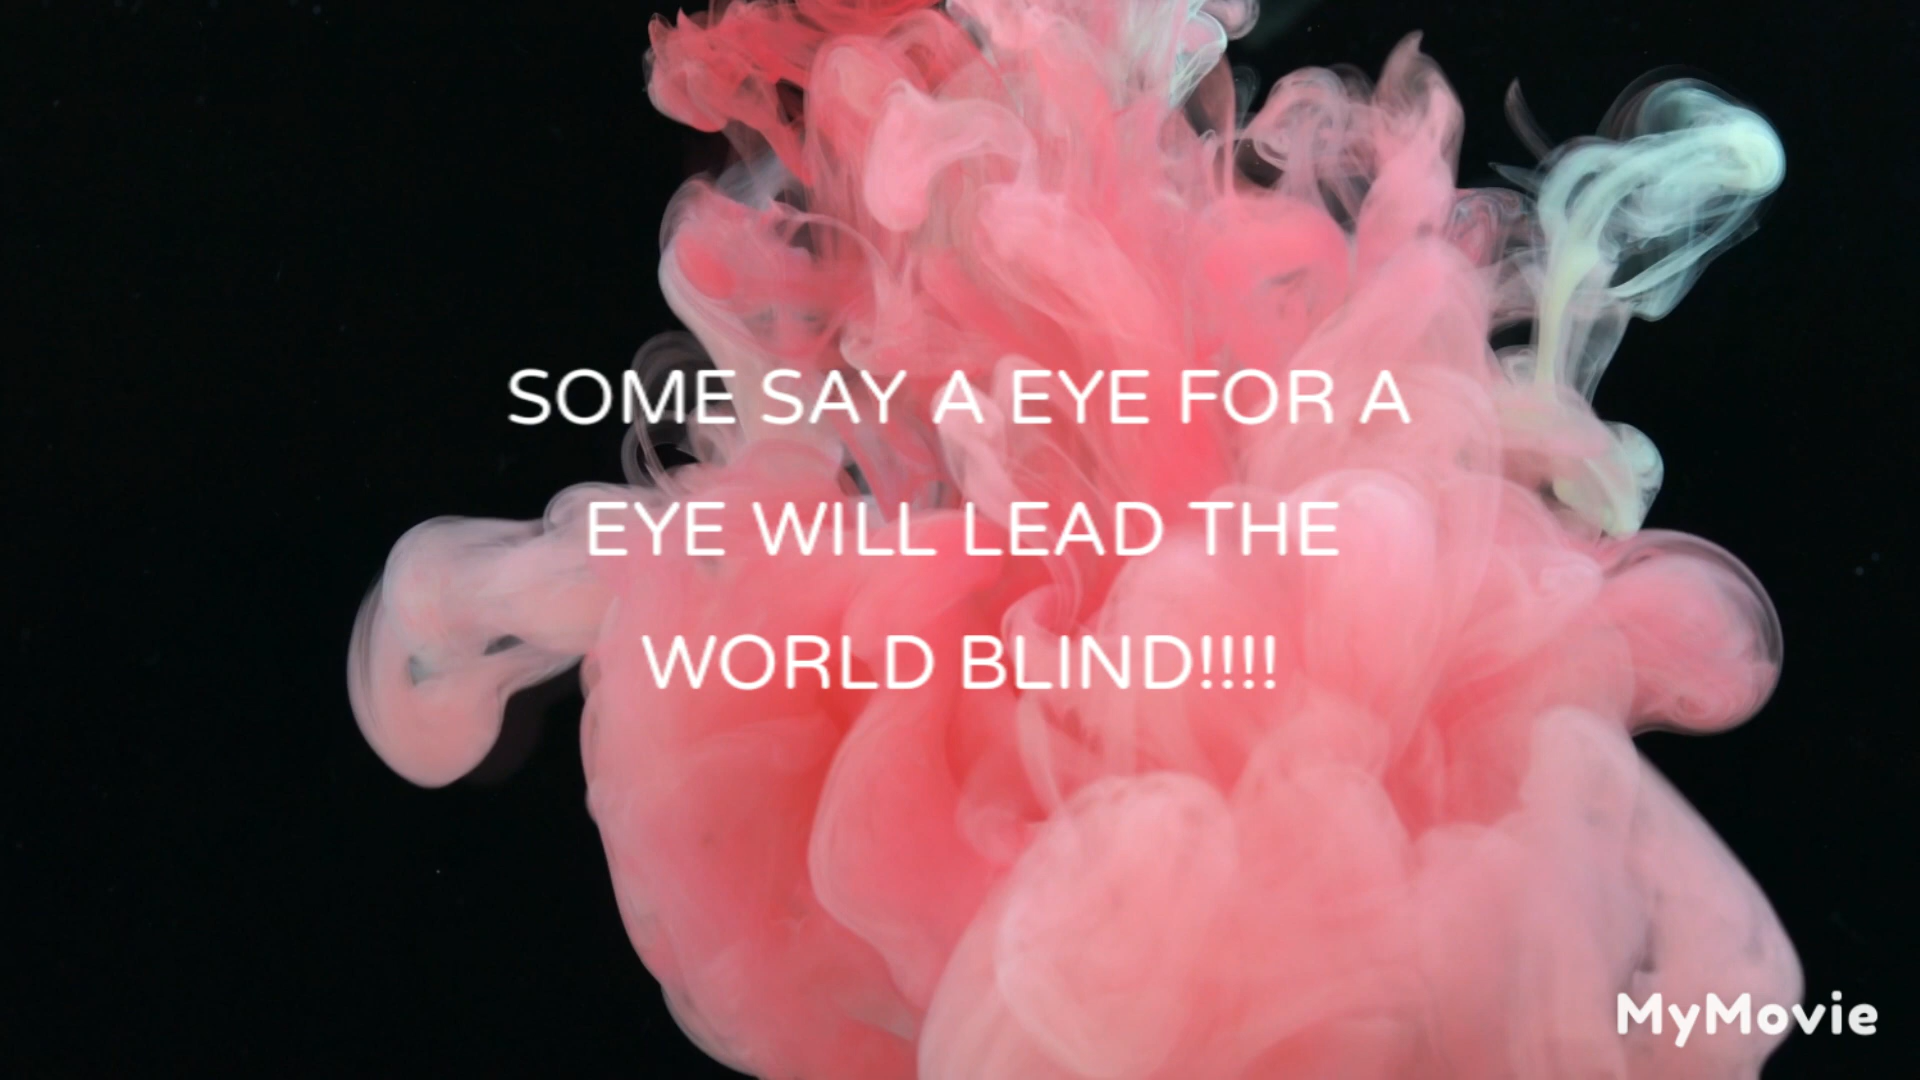 SOME SAY A EYE FOR A
EYE WILL LEAD THE
WORLD BLIND!!!!
MyMovie